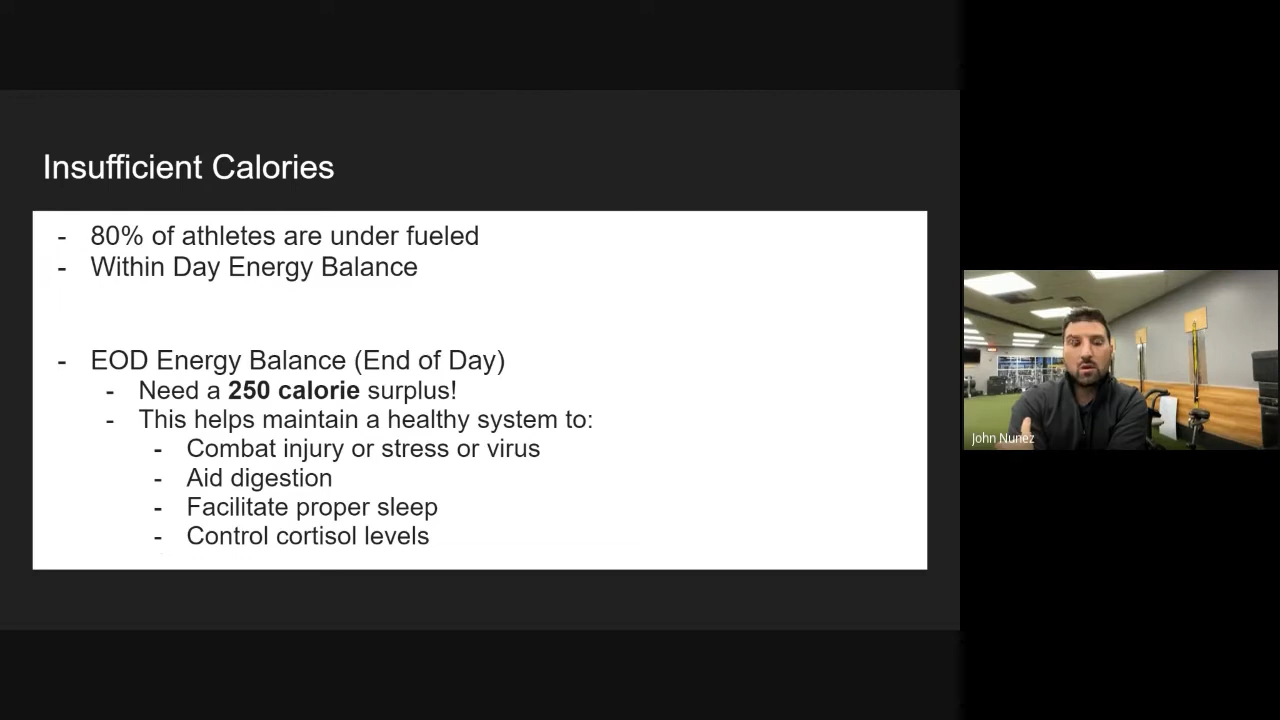 Insufficient Calories
- 80% of athletes are under fueled
- Within Day Energy Balance
- EOD Energy Balance (End of Day)
- Need a 250 calorie surplus!
- This helps maintain a healthy system to:
- Combat injury or stress or virus
- Aid digestion
- Facilitate proper sleep
- Control cortisol levels
John Nunez